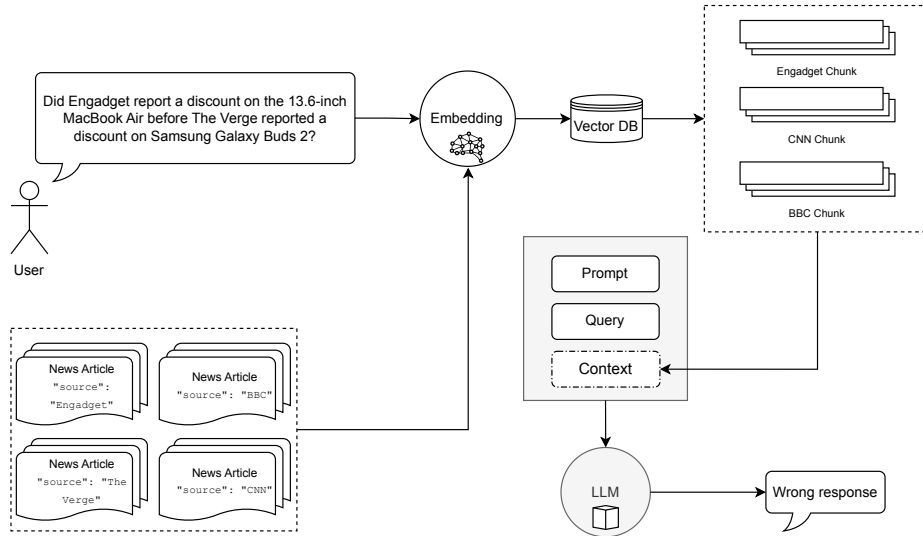 Did Engadget report a discount on the 13.6-inch
MacBook Air before The Verge reported a
discount on Samsung Galaxy Buds 2?
User
Embedding
Vector DB
Engadget Chunk
CNN Chunk
BBC Chunk
Prompt
Query
Context
News Article
"source":
"Engadget"
News Article
"source": "BBC"
News Article
"source": "The
Verge"
News Article
"source": "CNN"
LLM
Wrong response